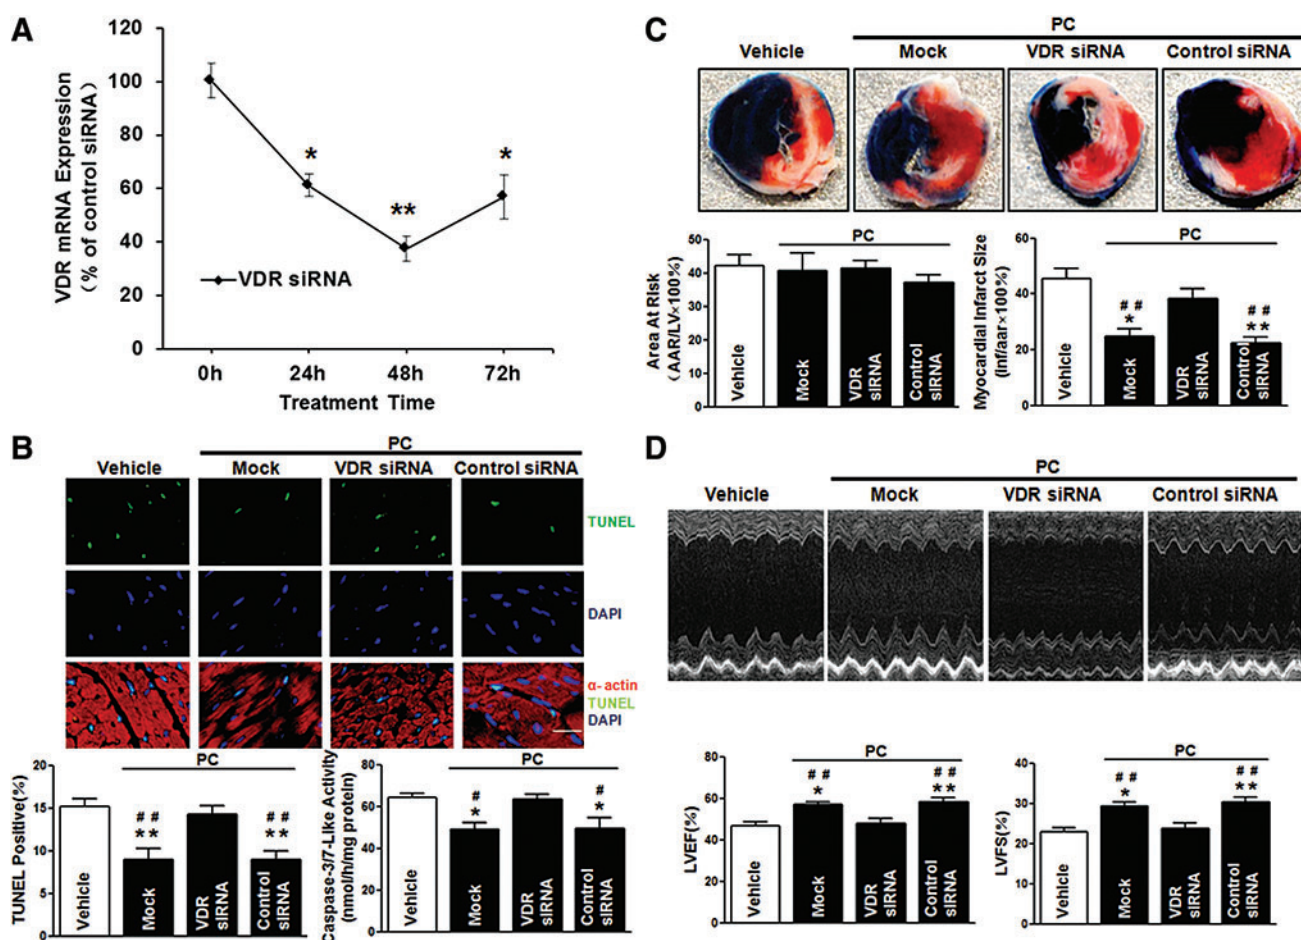 A
VDR mRNA Expression
(% of control siRNA)
120
100
80
60
40
20
0
*
**
*
VDR siRNA
0h 24h 48h 72h
Treatment Time
B
PC
Vehicle Mock VDR siRNA Control siRNA
TUNEL
DAPI
α-actin
TUNEL
DAPI
TUNEL Positive(%)
20
15
10
5
0
PC
# #
**
# #
**
Vehicle
Mock
VDR
siRNA
Control
siRNA
Caspase-3/7-Like Activity
(nmol/h/mg protein)
80
60
40
20
0
PC
#
*
#
*
Vehicle
Mock
VDR
siRNA
Control
siRNA
C
PC
Vehicle Mock VDR siRNA Control siRNA
Area At Risk
(AAR/LV×100%)
50
40
30
20
10
0
PC
Vehicle
Mock
VDR
siRNA
Control
siRNA
Myocardial Infarct Size
(Inf/aar×100%)
60
40
20
0
PC
# #
*
# #
**
Vehicle
Mock
VDR
siRNA
Control
siRNA
D
PC
Vehicle Mock VDR siRNA Control siRNA
LVEF(%)
80
60
40
20
0
PC
# #
*
# #
**
Vehicle
Mock
VDR
siRNA
Control
siRNA
LVFS(%)
40
30
20
10
0
PC
# #
*
# #
**
Vehicle
Mock
VDR
siRNA
Control
siRNA